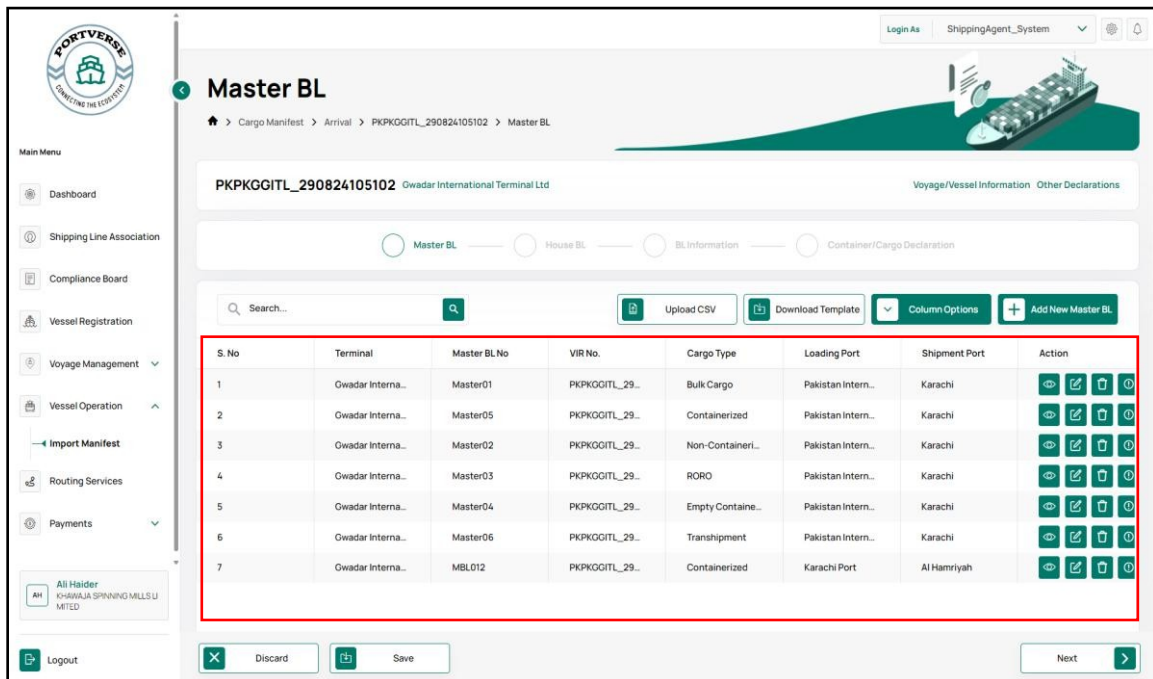 PORTVERSE
CONNECTING THE ECOSYSTEM
Login As ShippingAgent_System
Master BL
> Cargo Manifest > Arrival > PKPKGGITL_290824105102 > Master BL
Main Menu
Dashboard
Shipping Line Association
Compliance Board
Vessel Registration
Voyage Management
Vessel Operation
Import Manifest
Routing Services
Payments
AH
Ali Haider
KHAWAJA SPINNING MILLS LI
MITED
Logout
PKPKGGITL_290824105102 Gwadar International Terminal Ltd
Voyage/Vessel Information Other Declarations
Master BL House BL BL Information Container/Cargo Declaration
Search... Upload CSV Download Template Column Options Add New Master BL
S. No Terminal Master BL No VIR No. Cargo Type Loading Port Shipment Port Action
1 Gwadar Interna... Master01 PKPKGGITL_29... Bulk Cargo Pakistan Intern... Karachi
2 Gwadar Interna... Master05 PKPKGGITL_29... Containerized Pakistan Intern... Karachi
3 Gwadar Interna... Master02 PKPKGGITL_29... Non-Containeri... Pakistan Intern... Karachi
4 Gwadar Interna... Master03 PKPKGGITL_29... RORO Pakistan Intern... Karachi
5 Gwadar Interna... Master04 PKPKGGITL_29... Empty Containe... Pakistan Intern... Karachi
6 Gwadar Interna... Master06 PKPKGGITL_29... Transhipment Pakistan Intern... Karachi
7 Gwadar Interna... MBL012 PKPKGGITL_29... Containerized Karachi Port Al Hamriyah
Discard Save Next